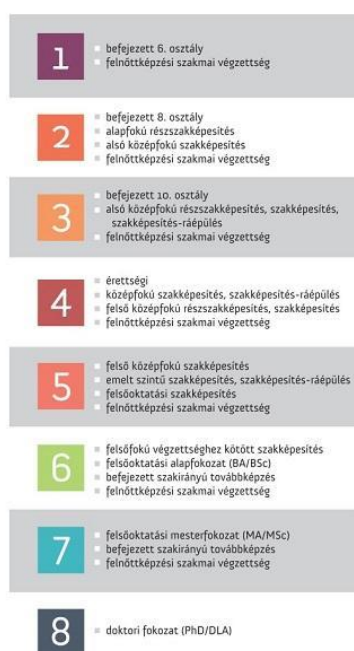 1
befejezett 6. osztály
felnőttképzési szakmai végzettség
2
befejezett 8. osztály
alapfokú részszakképesítés
alsó középfokú szakképesítés
felnőttképzési szakmai végzettség
3
befejezett 10. osztály
alsó középfokú részszakképesítés, szakképesítés,
szakképesítés-ráépülés
felnőttképzési szakmai végzettség
4
érettségi
középfokú szakképesítés, szakképesítés-ráépülés
felső középfokú részszakképesítés, szakképesítés
felnőttképzési szakmai végzettség
5
felső középfokú szakképesítés
emelt szintű szakképesítés, szakképesítés-ráépülés
felsőoktatási szakképesítés
felnőttképzési szakmai végzettség
6
felsőfokú végzettséghez kötött szakképesítés
felsőoktatási alapfokozat (BA/BSc)
befejezett szakirányú továbbképzés
felnőttképzési szakmai végzettség
7
felsőoktatási mesterfokozat (MA/MSc)
befejezett szakirányú továbbképzés
felnőttképzési szakmai végzettség
8
doktori fokozat (PhD/DLA)